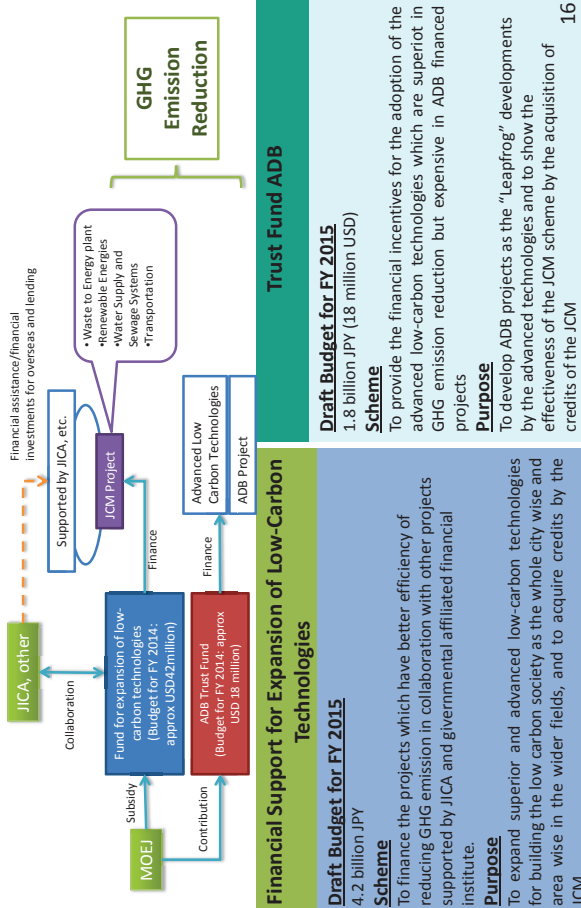 JICA, other
Financial assistance/financial
investments for overseas and lending
Collaboration
Supported by JICA, etc.
JCM Project
• Waste to Energy plant
•Renewable Energies
•Water Supply and
Sewage Systems
•Transportation
GHG
Emission
Reduction
MOEJ
Subsidy
Contribution
Fund for expansion of low-
carbon technologies
(Budget for FY 2014 :
approx USD42million)
Finance
ADB Trust Fund
(Budget for FY 2014: approx
USD 18 million)
Finance
Advanced Low
Carbon Technologies
ADB Project
Financial Support for Expansion of Low-Carbon
Technologies
Draft Budget for FY 2015
4.2 billion JPY
Scheme
To finance the projects which have better efficiency of
reducing GHG emission in collaboration with other projects
supported by JICA and givernmental affiliated financial
institute.
Purpose
To expand superior and advanced low-carbon technologies
for building the low carbon society as the whole city wise and
area wise in the wider fields, and to acquire credits by the
JCM
Trust Fund ADB
Draft Budget for FY 2015
1.8 billion JPY (18 million USD)
Scheme
To provide the financial incentives for the adoption of the
advanced low-carbon technologies which are superiot in
GHG emission reduction but expensive in ADB financed
projects
Purpose
To develop ADB projects as the “Leapfrog” developments
by the advanced technologies and to show the
effectiveness of the JCM scheme by the acquisition of
credits of the JCM
16